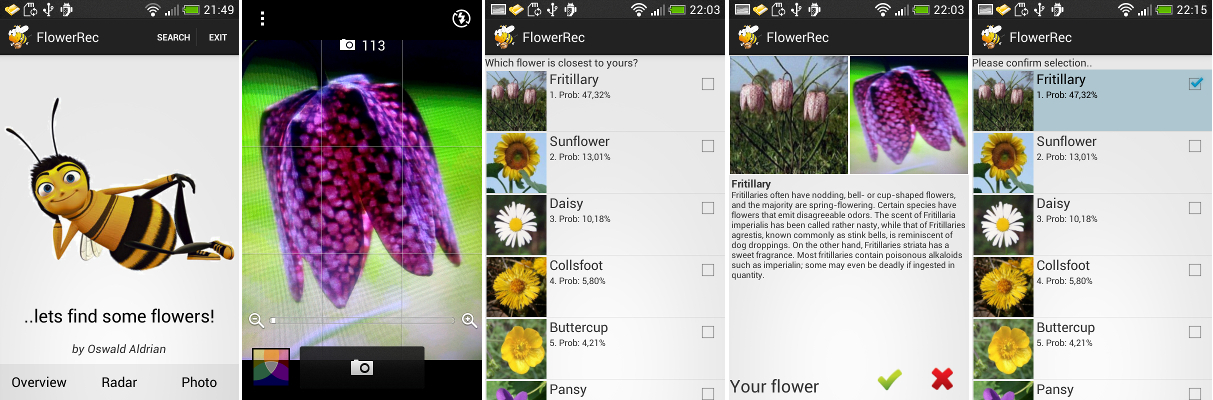 21:49
FlowerRec
SEARCH
EXIT
..lets find some flowers!
by Oswald Aldrian
Overview
Radar
Photo
113
22:03
FlowerRec
Which flower is closest to yours?
Fritillary
1. Prob: 47,32%
Sunflower
2. Prob: 13,01%
Daisy
3. Prob: 10,18%
Collsfoot
4. Prob: 5,80%
Buttercup
5. Prob: 4,21%
Pansy
22:03
FlowerRec
Fritillary
Fritillaries often have nodding, bell- or cup-shaped flowers,
and the majority are spring-flowering. Certain species have
flowers that emit disagreeable odors. The scent of Fritillaria
imperialis has been called rather nasty, while that of Fritillaries
agrestis, known commonly as stink bells, is reminiscent of
dog droppings. On the other hand, Fritillaries striata has a
sweet fragrance. Most fritillaries contain poisonous alkaloids
such as imperialin; some may even be deadly if ingested in
quantity.
Your flower
22:15
FlowerRec
Please confirm selection..
Fritillary
1. Prob: 47,32%
Sunflower
2. Prob: 13,01%
Daisy
3. Prob: 10,18%
Collsfoot
4. Prob: 5,80%
Buttercup
5. Prob: 4,21%
Pansy